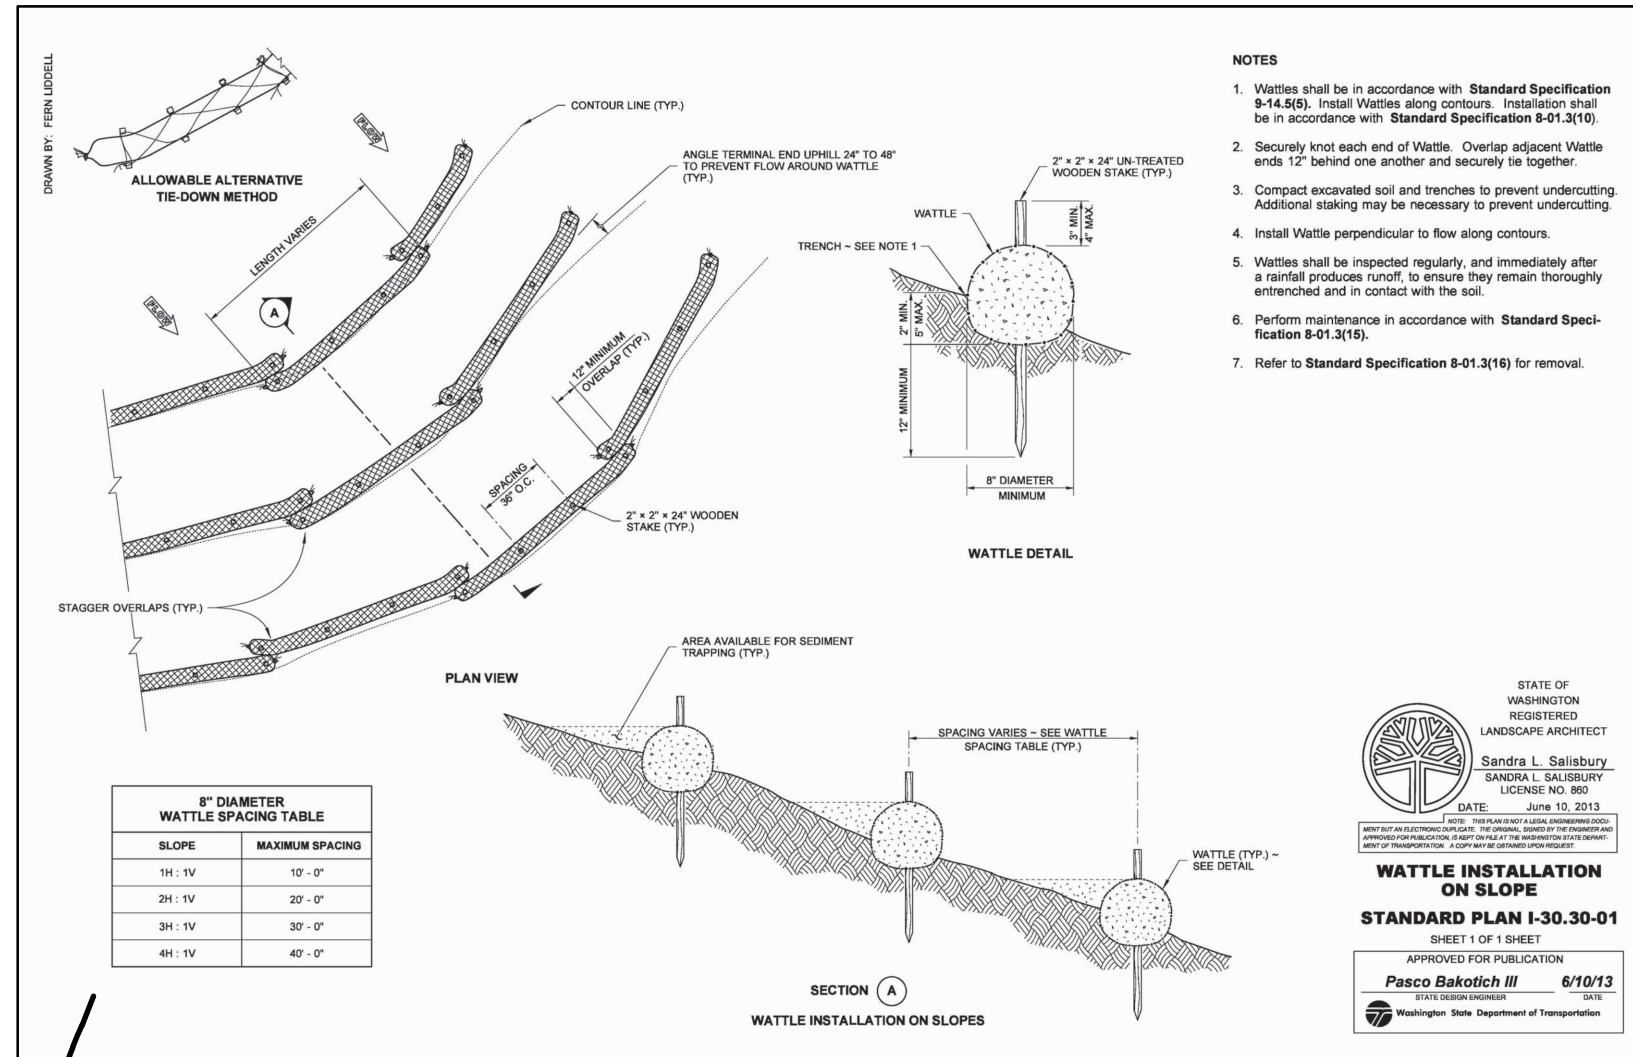 DRAWN BY: FERN LIDDELL
ALLOWABLE ALTERNATIVE
TIE-DOWN METHOD
FLOW
FLOW
LENGTH VARIES
A
CONTOUR LINE (TYP.)
ANGLE TERMINAL END UPHILL 24" TO 48"
TO PREVENT FLOW AROUND WATTLE
(TYP.)
12" MINIMUM
OVERLAP (TYP.)
SPACING
36" O.C.
2" × 2" × 24" WOODEN
STAKE (TYP.)
STAGGER OVERLAPS (TYP.)
PLAN VIEW
2" × 2" × 24" UN-TREATED
WOODEN STAKE (TYP.)
WATTLE
TRENCH ~ SEE NOTE 1
3" MIN.
4" MAX.
2" MIN.
5" MAX.
12" MINIMUM
8" DIAMETER
MINIMUM
WATTLE DETAIL
NOTES
1. Wattles shall be in accordance with Standard Specification
9-14.5(5). Install Wattles along contours. Installation shall
be in accordance with Standard Specification 8-01.3(10).
2. Securely knot each end of Wattle. Overlap adjacent Wattle
ends 12" behind one another and securely tie together.
3. Compact excavated soil and trenches to prevent undercutting.
Additional staking may be necessary to prevent undercutting.
4. Install Wattle perpendicular to flow along contours.
5. Wattles shall be inspected regularly, and immediately after
a rainfall produces runoff, to ensure they remain thoroughly
entrenched and in contact with the soil.
6. Perform maintenance in accordance with Standard Speci-
fication 8-01.3(15).
7. Refer to Standard Specification 8-01.3(16) for removal.
8" DIAMETER
WATTLE SPACING TABLE
SLOPE MAXIMUM SPACING
1H : 1V 10' - 0"
2H : 1V 20' - 0"
3H : 1V 30' - 0"
4H : 1V 40' - 0"
AREA AVAILABLE FOR SEDIMENT
TRAPPING (TYP.)
SPACING VARIES ~ SEE WATTLE
SPACING TABLE (TYP.)
WATTLE (TYP.) ~
SEE DETAIL
SECTION A
WATTLE INSTALLATION ON SLOPES
STATE OF
WASHINGTON
REGISTERED
LANDSCAPE ARCHITECT
Sandra L. Salisbury
SANDRA L. SALISBURY
LICENSE NO. 860
DATE: June 10, 2013
NOTE: THIS PLAN IS NOT A LEGAL ENGINEERING DOCU-
MENT BUT AN ELECTRONIC DUPLICATE. THE ORIGINAL, SIGNED BY THE ENGINEER AND
APPROVED FOR PUBLICATION, IS KEPT ON FILE AT THE WASHINGTON STATE DEPART-
MENT OF TRANSPORTATION. A COPY MAY BE OBTAINED UPON REQUEST.
WATTLE INSTALLATION
ON SLOPE
STANDARD PLAN I-30.30-01
SHEET 1 OF 1 SHEET
APPROVED FOR PUBLICATION
Pasco Bakotich III 6/10/13
STATE DESIGN ENGINEER DATE
Washington State Department of Transportation